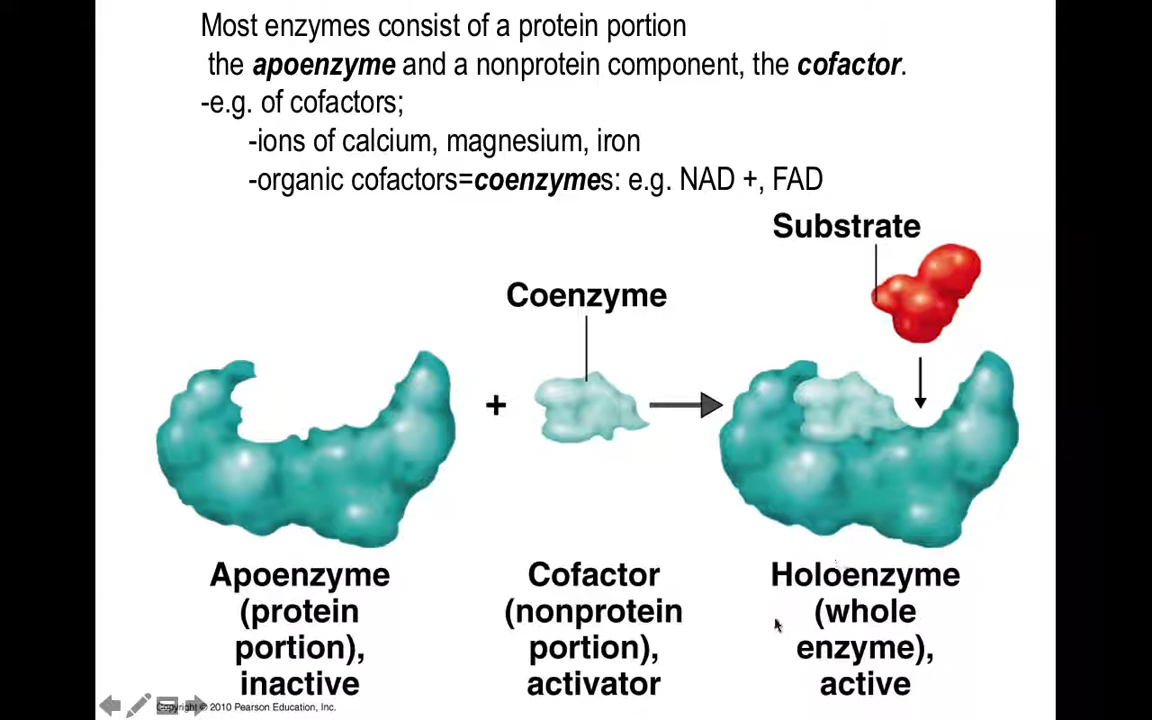 Most enzymes consist of a protein portion
the apoenzyme and a nonprotein component, the cofactor.
-e.g. of cofactors;
-ions of calcium, magnesium, iron
-organic cofactors=coenzymes: e.g. NAD +, FAD
Substrate
Coenzyme
+
Apoenzyme
(protein
portion),
inactive
Cofactor
(nonprotein
portion),
activator
Holoenzyme
(whole
enzyme),
active
Copyright © 2010 Pearson Education, Inc.